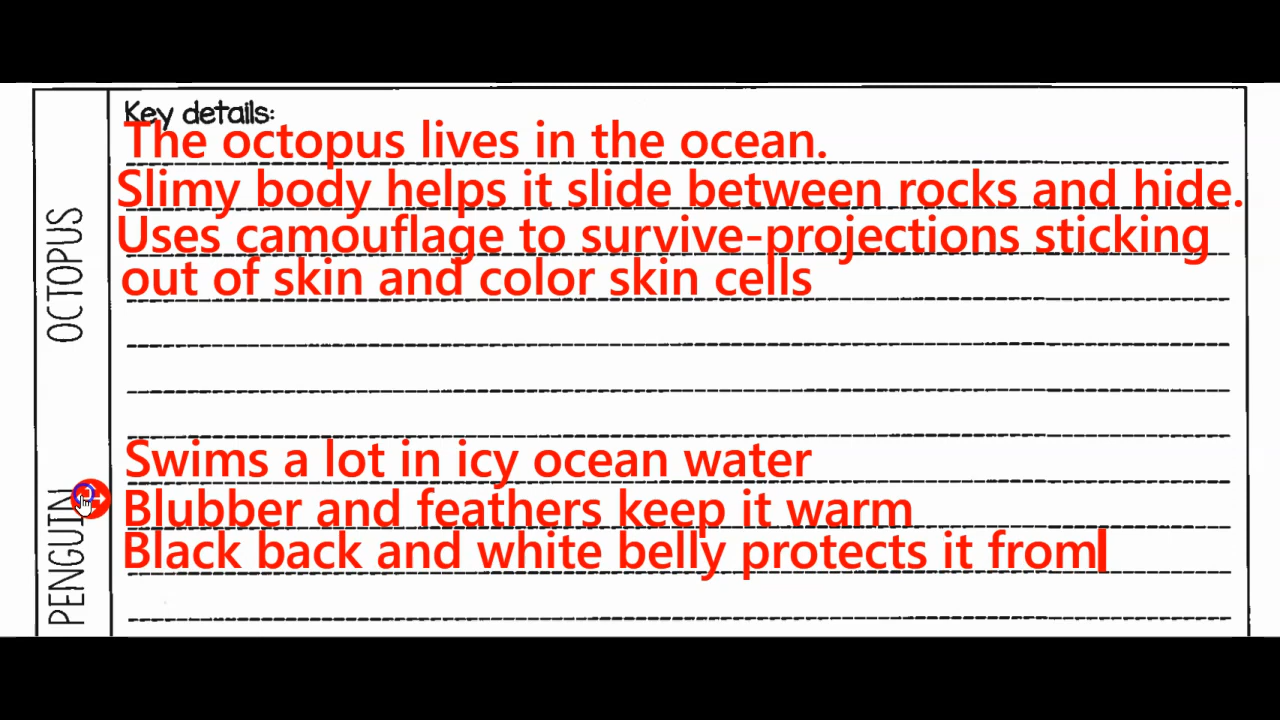 Key details:
The octopus lives in the ocean.
Slimy body helps it slide between rocks and hide.
Uses camouflage to survive-projections sticking
out of skin and color skin cells
OCTOPUS
Swims a lot in icy ocean water
Blubber and feathers keep it warm
Black back and white belly protects it from
PENGUIN